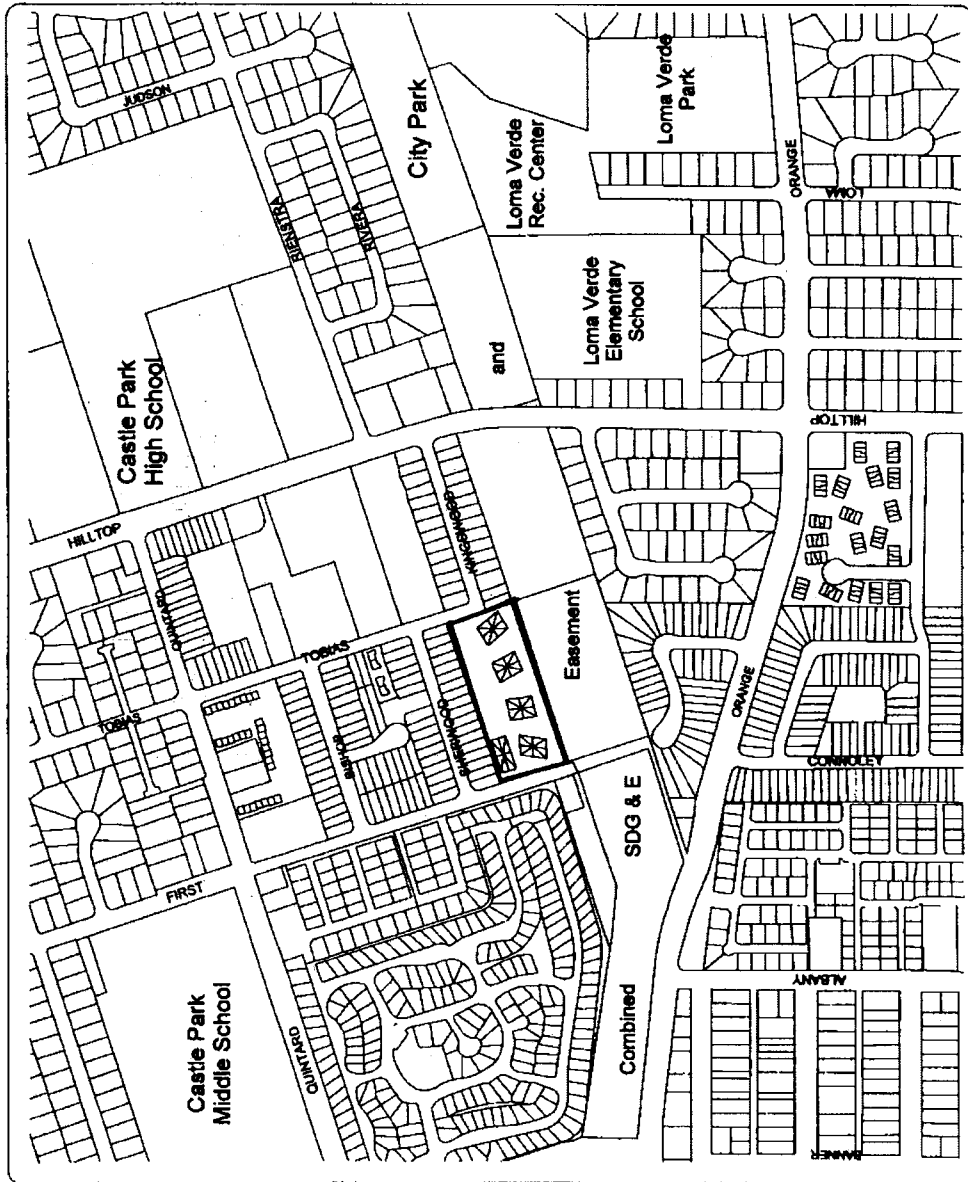 JUDSON
City Park
Loma Verde
Park
Loma Verde
Rec. Center
ORANGE
LOMA
RIENSTRA
RIVERA
Castle Park
High School
and
Loma Verde
Elementary
School
HILLTOP
HILLTOP
QUINTARD
KINGSWOOD
TOBIAS
TOBIAS
Easement
BISHOP
SHERWOOD
ORANGE
CONNOLEY
FIRST
SDG & E
Castle Park
Middle School
QUINTARD
Combined
ALBANY
BANNER